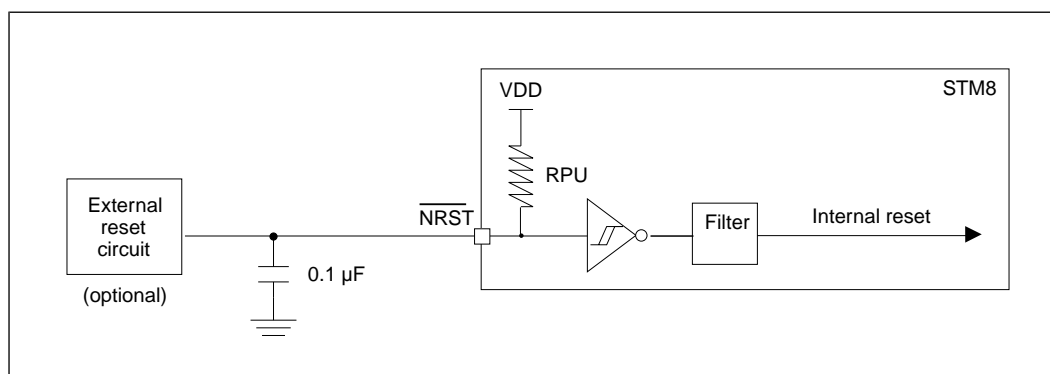 STM8
VDD
RPU
External
reset
circuit
(optional)
NRST
0.1 µF
Filter
Internal reset